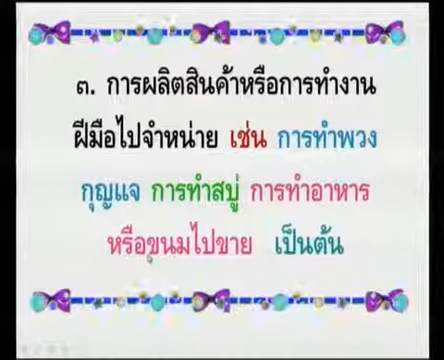 ๓. การผลิตสินค้าหรือการทำงาน
ฝีมือไปจำหน่าย เช่น การทำพวง
กุญแจ การทำสบู่ การทำอาหาร
หรือขนมไปขาย เป็นต้น